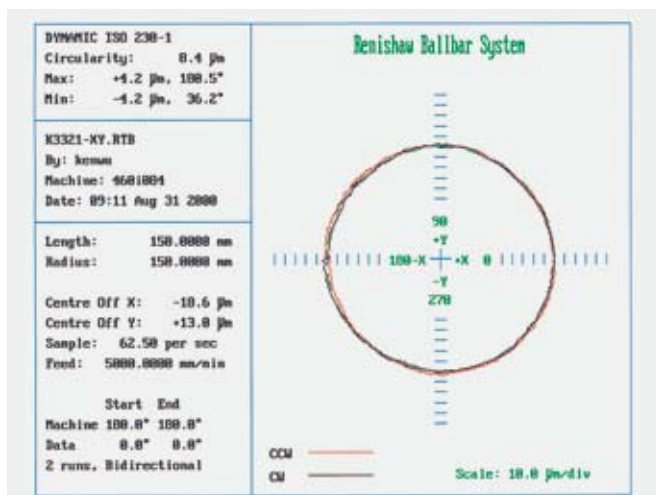 DYNAMIC ISO 230-1
Circularity: 8.4 µm
Max: +4.2 µm, 180.5°
Min: -4.2 µm, 36.2°
K3321-XY.RTB
By: kenwu
Machine: 460i004
Date: 09:11 Aug 31 2000
Length: 150.0000 mm
Radius: 150.0000 mm
Centre Off X: -18.6 µm
Centre Off Y: +13.0 µm
Sample: 62.50 per sec
Feed: 5000.0000 mm/min
Start End
Machine 180.0° 180.0°
Data 0.0° 0.0°
2 runs, Bidirectional
Renishaw Ballbar System
90
+Y
180-X +X 0
-Y
270
CCW
CW
Scale: 10.0 µm/div